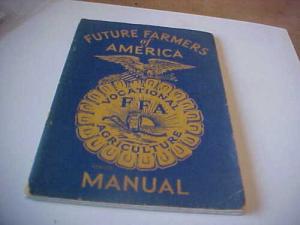 FUTURE FARMERS
of
AMERICA
VOCATIONAL
FFA
AGRICULTURE
MANUAL